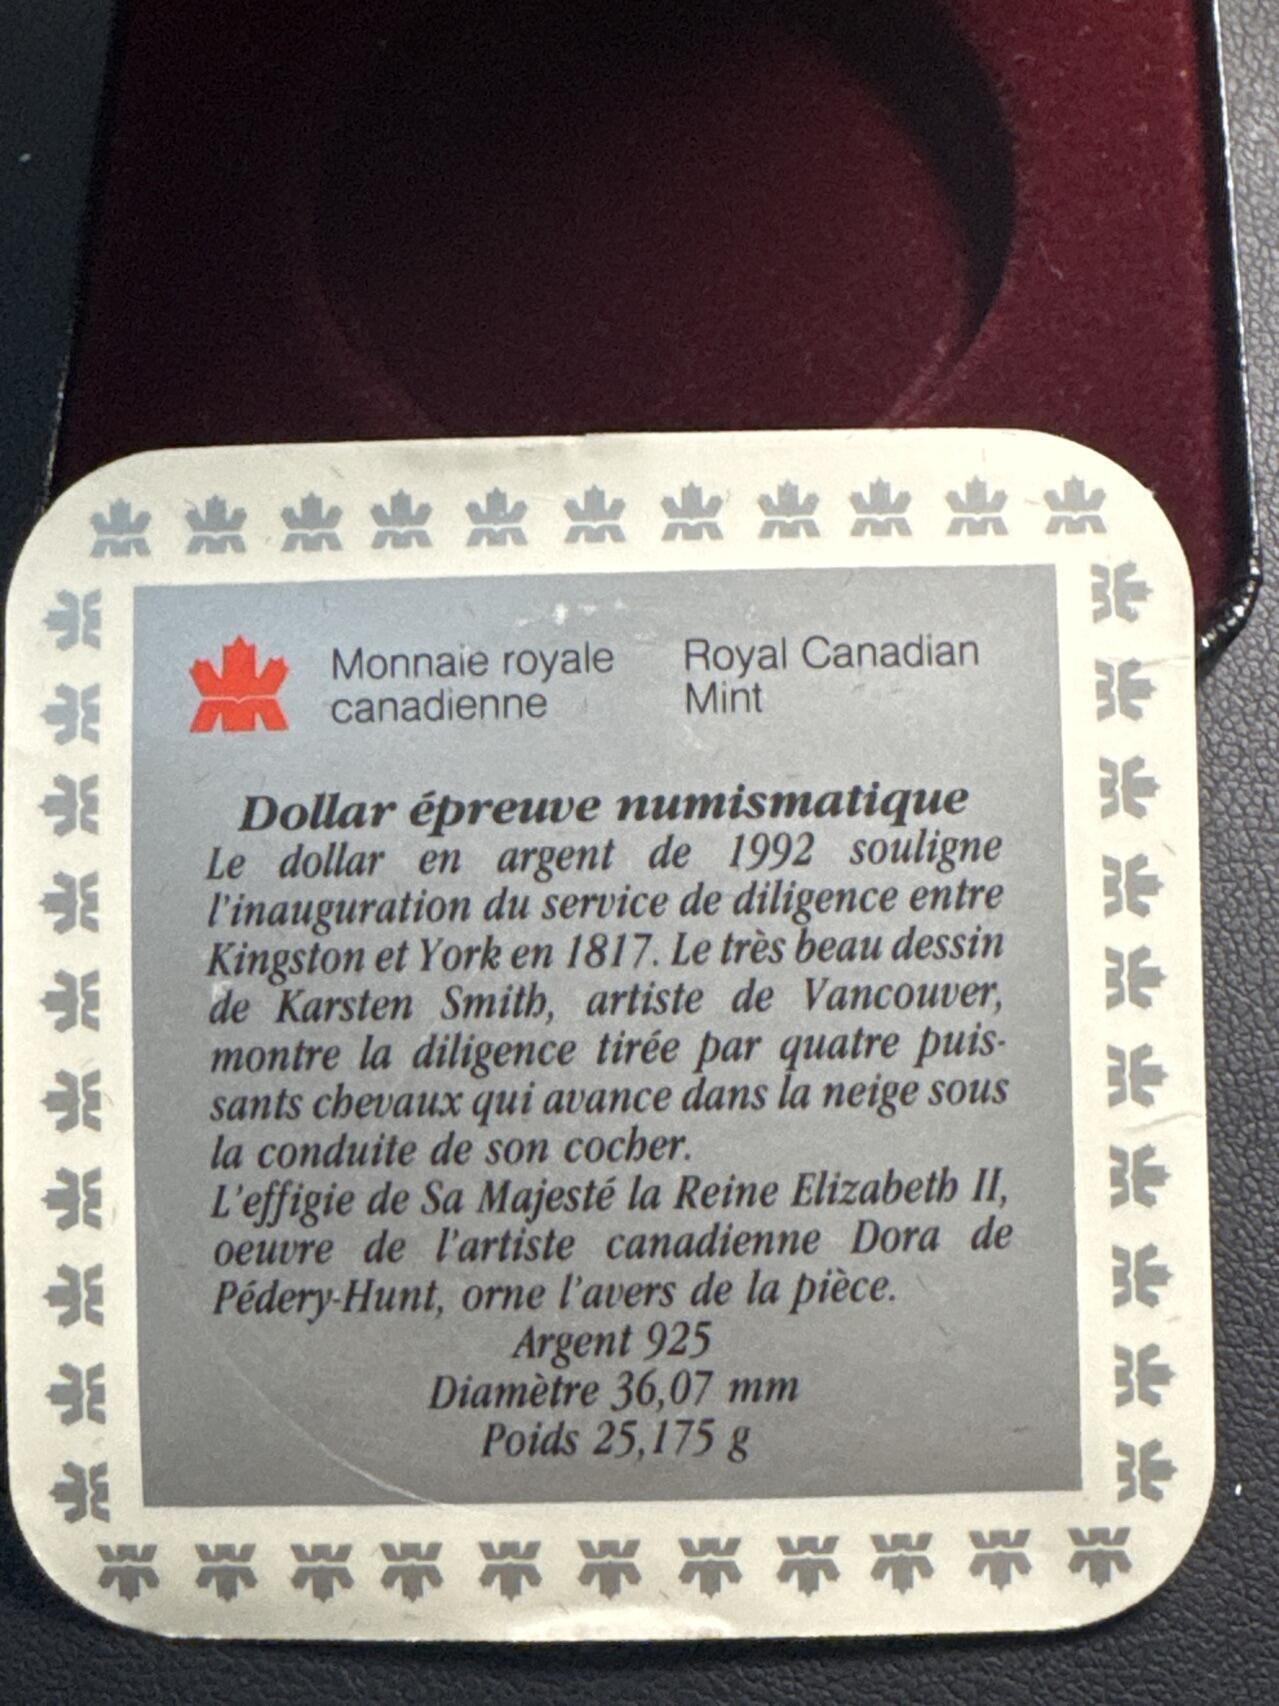 Monnaie royale canadienne
Royal Canadian Mint
Dollar épreuve numismatique
Le dollar en argent de 1992 souligne
l'inauguration du service de diligence entre
Kingston et York en 1817. Le très beau dessin
de Karsten Smith, artiste de Vancouver,
montre la diligence tirée par quatre puis-
sants chevaux qui avance dans la neige sous
la conduite de son cocher.
L'effigie de Sa Majesté la Reine Elizabeth II,
oeuvre de l'artiste canadienne Dora de
Pédery-Hunt, orne l'avers de la pièce.
Argent 925
Diamètre 36,07 mm
Poids 25,175 g